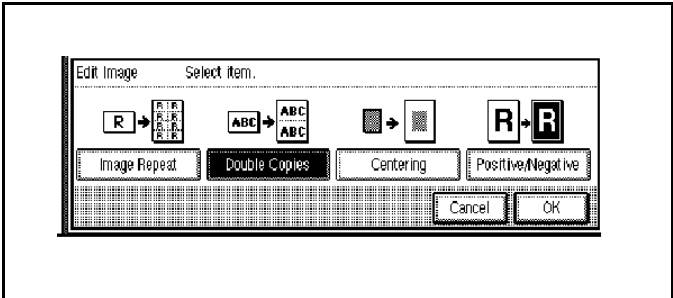 Edit Image Select item.
R R R R R R R R R
ABC ABC ABC
R R
Image Repeat Double Copies Centering Positive/Negative
Cancel OK